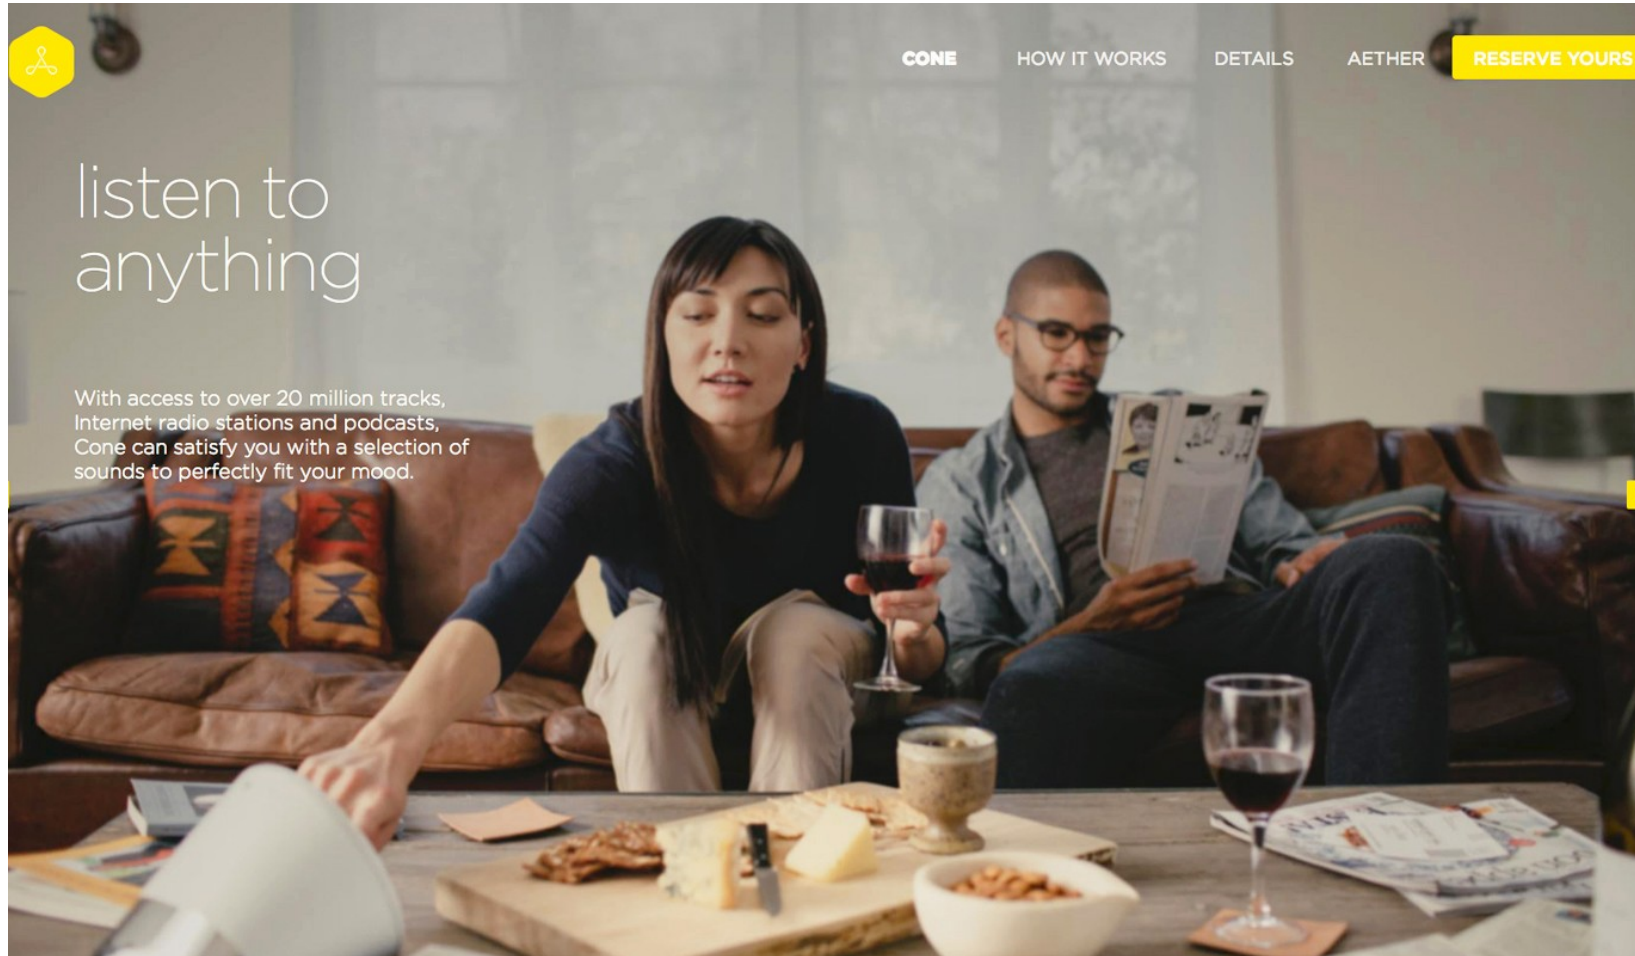 CONE HOW IT WORKS DETAILS AETHER RESERVE YOURS
listen to
anything
With access to over 20 million tracks,
Internet radio stations and podcasts,
Cone can satisfy you with a selection of
sounds to perfectly fit your mood.